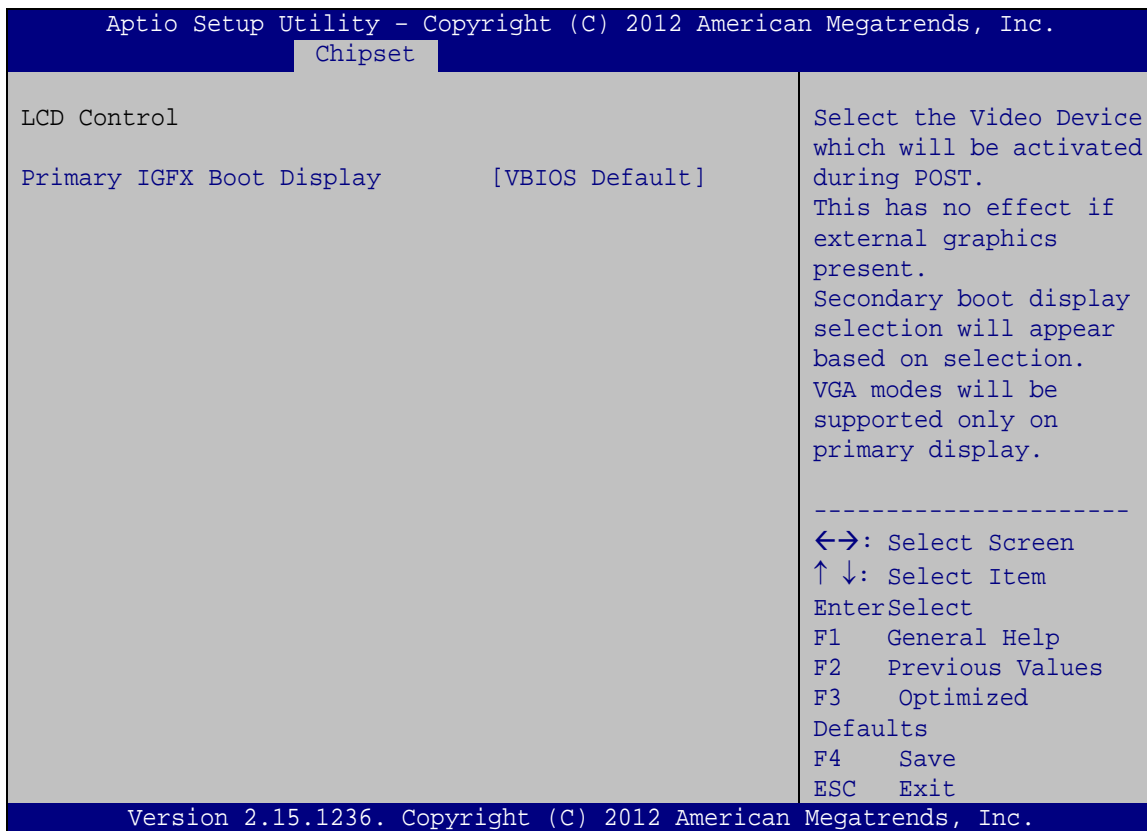 Aptio Setup Utility – Copyright (C) 2012 American Megatrends, Inc.
Chipset
LCD Control
Primary IGFX Boot Display [VBIOS Default]
Select the Video Device
which will be activated
during POST.
This has no effect if
external graphics
present.
Secondary boot display
selection will appear
based on selection.
VGA modes will be
supported only on
primary display.
----------------------
←→: Select Screen
↑ ↓: Select Item
EnterSelect
F1 General Help
F2 Previous Values
F3 Optimized
Defaults
F4 Save
ESC Exit
Version 2.15.1236. Copyright (C) 2012 American Megatrends, Inc.